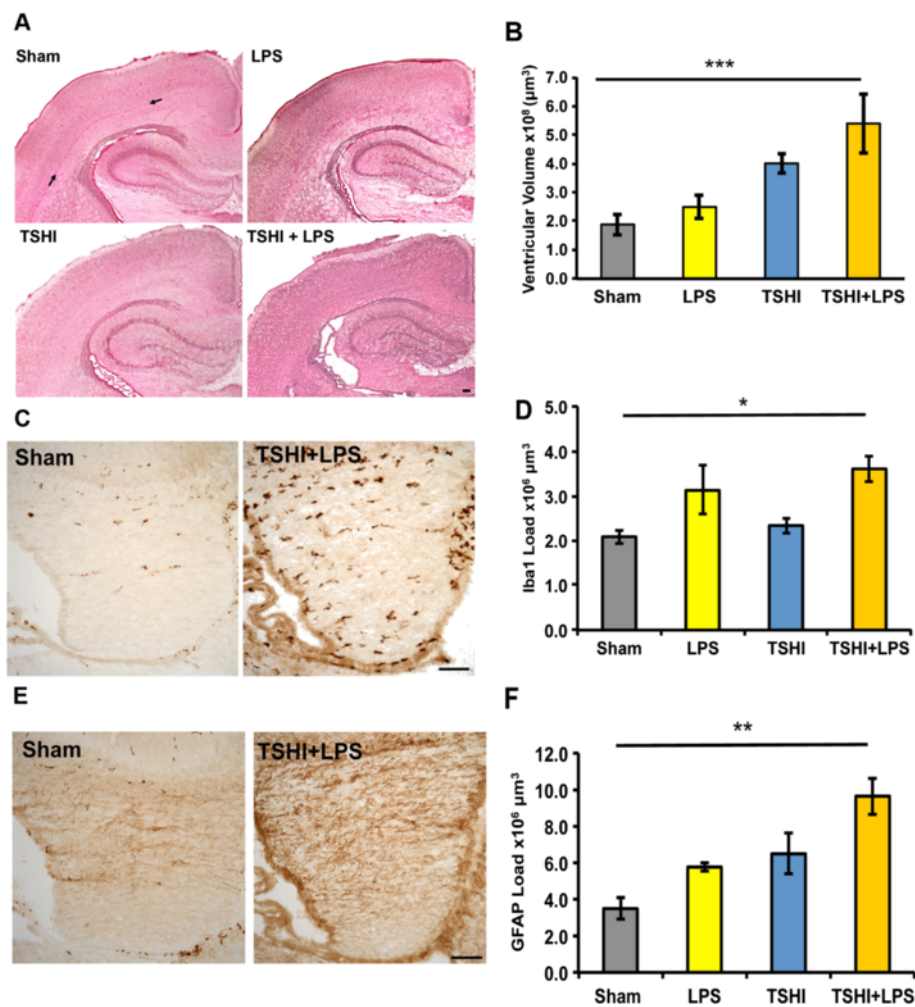 A
Sham
LPS
TSHI
TSHI + LPS
B
Ventricular Volume x10⁸ (µm³)
7.0
6.0
5.0
4.0
3.0
2.0
1.0
0.0
***
Sham LPS TSHI TSHI+LPS
C
Sham
TSHI+LPS
D
Iba1 Load x10⁶ µm³
5.0
4.0
3.0
2.0
1.0
0.0
*
Sham LPS TSHI TSHI+LPS
E
Sham
TSHI+LPS
F
GFAP Load x10⁶ µm³
12.0
10.0
8.0
6.0
4.0
2.0
0.0
**
Sham LPS TSHI TSHI+LPS